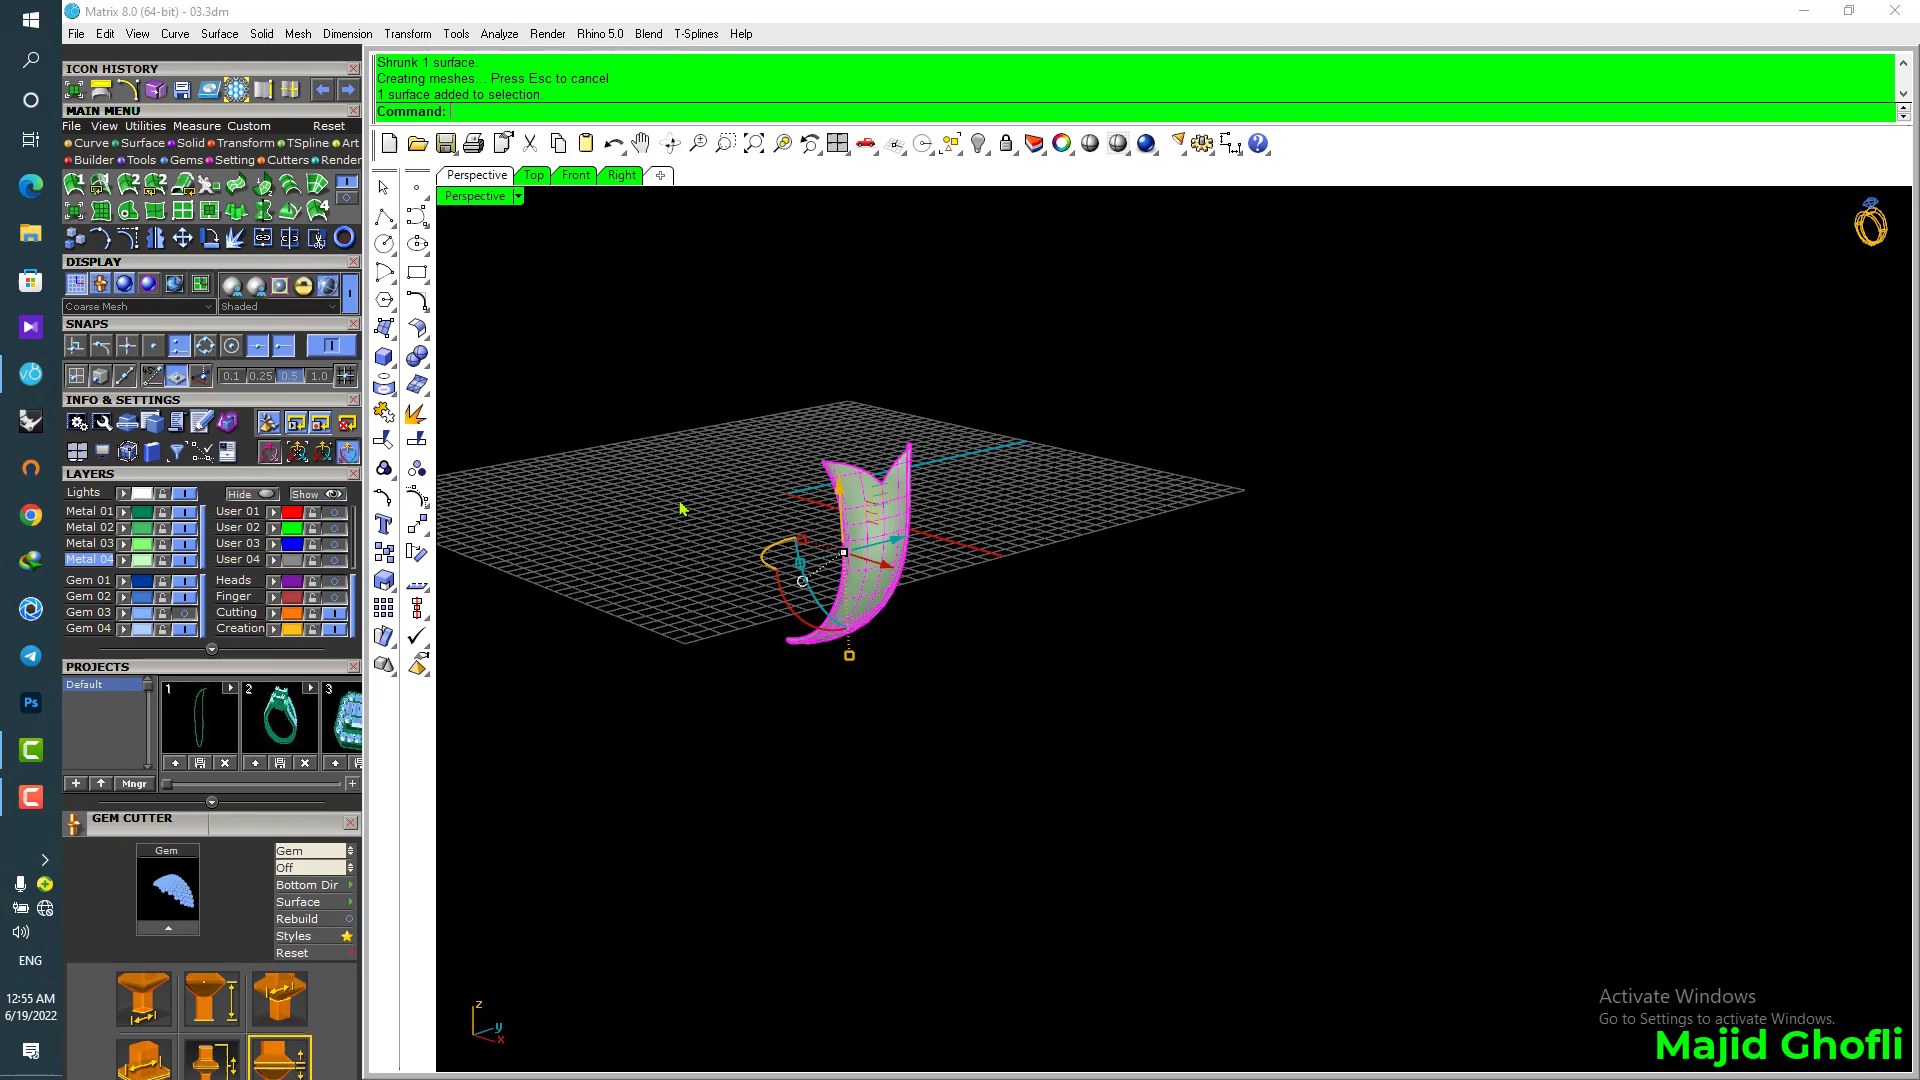 Matrix 8.0 (64-bit) - 03.3dm
File Edit View Curve Surface Solid Mesh Dimension Transform Tools Analyze Render Rhino 5.0 Blend T-Splines Help
ICON HISTORY
MAIN MENU
File View Utilities Measure Custom Reset
Curve Surface Solid Transform TSpline Art
Builder Tools Gems Setting Cutters Render
DISPLAY
Coarse Mesh Shaded
SNAPS
0.1 0.25 0.5 1.0
INFO & SETTINGS
LAYERS
Lights Hide Show
Metal 01 User 01
Metal 02 User 02
Metal 03 User 03
Metal 04 User 04
Gem 01 Heads
Gem 02 Finger
Gem 03 Cutting
Gem 04 Creation
PROJECTS
Default
1 2 3
Mngr
GEM CUTTER
Gem
Gem
Off
Bottom Dir
Surface
Rebuild
Styles
Reset
Shrunk 1 surface.
Creating meshes... Press Esc to cancel
1 surface added to selection.
Command:
Perspective Top Front Right
Perspective
z
y
x
ENG
12:55 AM
6/19/2022
Activate Windows
Go to Settings to activate Windows.
Majid Ghofli